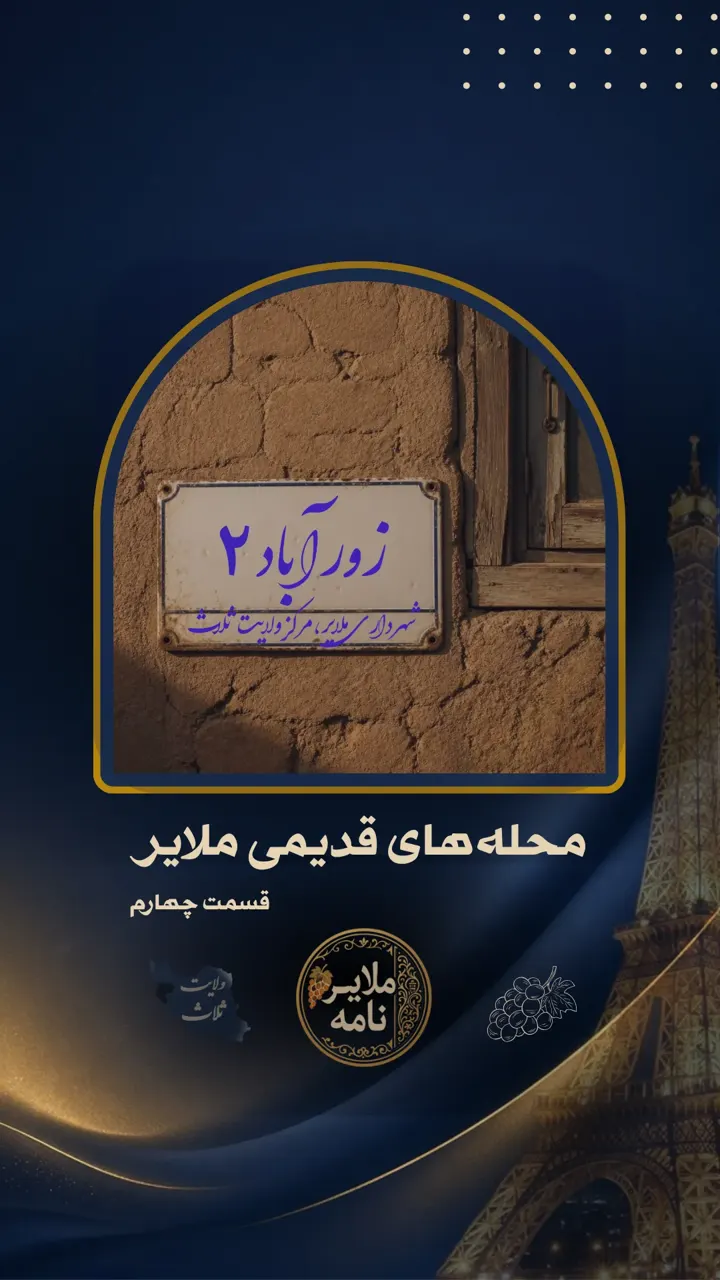 زورآباد ۲
شهرداری ملایر، مرکز ولایت ثلاث
محله‌های قدیمی ملایر
قسمت چهارم
ولایت
ثلاث
ملایر
نامه